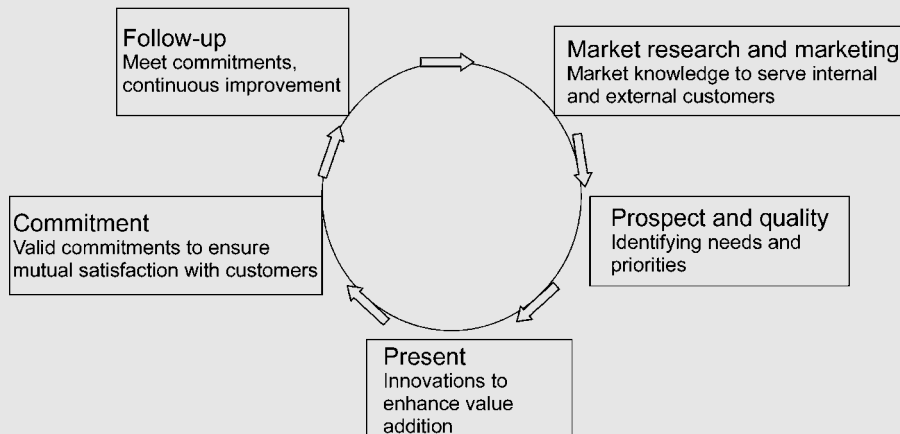 Follow-up
Meet commitments,
continuous improvement
Market research and marketing
Market knowledge to serve internal
and external customers
Prospect and quality
Identifying needs and
priorities
Present
Innovations to
enhance value
addition
Commitment
Valid commitments to ensure
mutual satisfaction with customers